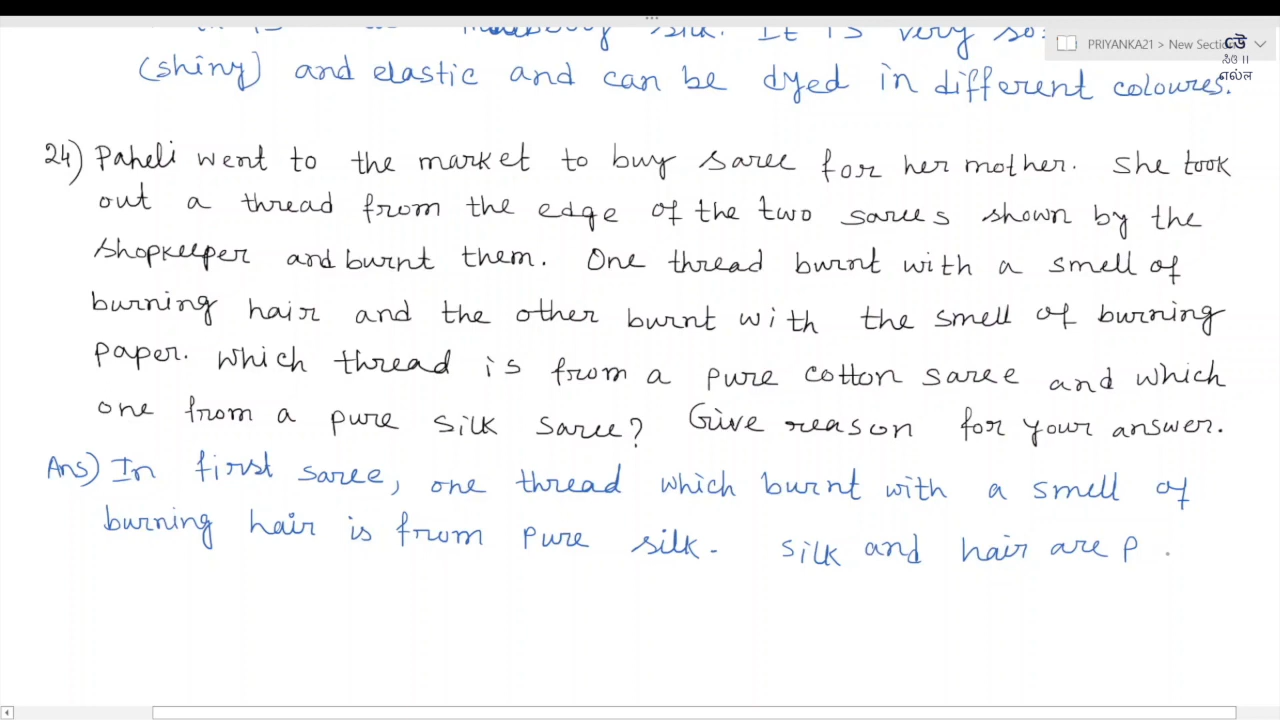 silk. It is very
PRIYANKA21 > New Section
(shiny) and elastic and can be dyed in different coloures.
24) Paheli went to the market to buy saree for her mother. She took
out a thread from the edge of the two sarees shown by the
shopkeeper and burnt them. One thread burnt with a smell of
burning hair and the other burnt with the smell of burning
paper. Which thread is from a pure cotton saree and which
one from a pure silk saree? Give reason for your answer.
Ans) In first saree, one thread which burnt with a smell of
burning hair is from pure silk. Silk and hair are p